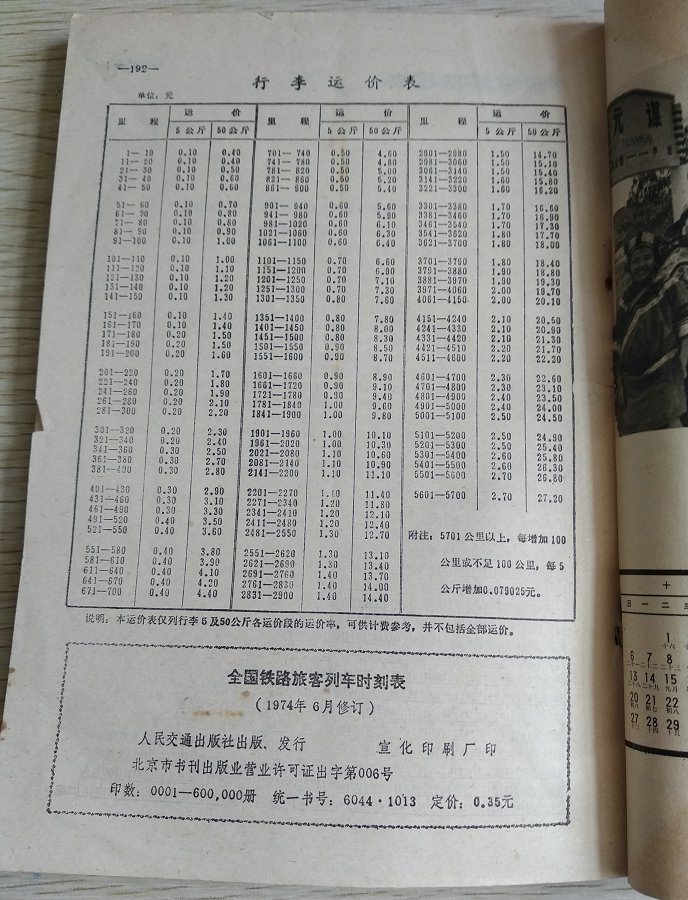 —192—
行李运价表
单位：元
里程 运价 里程 运价 里程 运价
5公斤 50公斤 5公斤 50公斤 5公斤 50公斤
1—10 0.10 0.40 701—740 0.50 4.60 2901—2980 1.50 14.70
11—20 0.10 0.40 741—780 0.50 4.80 2981—3060 1.50 15.10
21—30 0.10 0.50 781—820 0.50 5.00 3061—3140 1.50 15.40
31—40 0.10 0.60 821—860 0.50 5.20 3141—3220 1.60 15.80
41—50 0.10 0.60 861—900 0.50 5.40 3221—3300 1.60 16.20
51—60 0.10 0.70 901—940 0.60 5.60 3301—3380 1.70 16.60
61—70 0.10 0.80 941—980 0.60 5.90 3381—3460 1.70 16.90
71—80 0.10 0.80 981—1020 0.60 6.10 3461—3540 1.70 17.30
81—90 0.10 0.90 1021—1060 0.60 6.30 3541—3620 1.80 17.70
91—100 0.10 1.00 1061—1100 0.60 6.40 3621—3700 1.80 18.00
101—110 0.10 1.00 1101—1150 0.70 6.60 3701—3790 1.80 18.40
111—120 0.10 1.10 1151—1200 0.70 6.90 3791—3880 1.90 18.80
121—130 0.10 1.20 1201—1250 0.70 7.10 3881—3970 1.90 19.30
131—140 0.10 1.20 1251—1300 0.70 7.30 3971—4060 2.00 19.70
141—150 0.10 1.30 1301—1350 0.80 7.60 4061—4150 2.00 20.10
151—160 0.10 1.40 1351—1400 0.80 7.80 4151—4240 2.10 20.50
161—170 0.10 1.40 1401—1450 0.80 8.00 4241—4330 2.10 20.90
171—180 0.20 1.50 1451—1500 0.80 8.30 4331—4420 2.10 21.30
181—190 0.20 1.50 1501—1550 0.90 8.50 4421—4510 2.20 21.70
191—200 0.20 1.60 1551—1600 0.90 8.70 4511—4600 2.20 22.20
201—220 0.20 1.70 1601—1660 0.90 8.90 4601—4700 2.30 22.60
221—240 0.20 1.80 1661—1720 0.90 9.10 4701—4800 2.30 23.10
241—260 0.20 1.90 1721—1780 0.90 9.40 4801—4900 2.40 23.50
261—280 0.20 2.10 1781—1840 1.00 9.60 4901—5000 2.40 24.00
281—300 0.20 2.20 1841—1900 1.00 9.80 5001—5100 2.50 24.50
301—320 0.20 2.30 1901—1960 1.00 10.10 5101—5200 2.50 24.90
321—340 0.20 2.40 1961—2020 1.00 10.30 5201—5300 2.50 25.40
341—360 0.30 2.50 2021—2080 1.10 10.60 5301—5400 2.60 25.80
361—380 0.30 2.70 2081—2140 1.10 10.90 5401—5500 2.60 26.30
381—400 0.30 2.80 2141—2200 1.10 11.10 5501—5600 2.70 26.80
401—430 0.30 2.90 2201—2270 1.10 11.40 5601—5700 2.70 27.20
431—460 0.30 3.10 2271—2340 1.20 11.80
461—490 0.30 3.30 2341—2410 1.20 12.10
491—520 0.40 3.50 2411—2480 1.20 12.40
521—550 0.40 3.60 2481—2550 1.30 12.70 附注：5701公里以上，每增加100
551—580 0.40 3.80 2551—2620 1.30 13.10 公里或不足100公里，每5
581—610 0.40 3.90 2621—2690 1.30 13.40
611—640 0.40 4.10 2691—2760 1.40 13.70 公斤增加0.079025元。
641—670 0.40 4.20 2761—2830 1.40 14.00
671—700 0.40 4.40 2831—2900 1.40 14.40
说明：本运价表仅列行李5及50公斤各运价段的运价率，可供计费参考，并不包括全部运价。
全国铁路旅客列车时刻表
（1974年6月修订）
人民交通出版社出版、发行 宣化印刷厂印
北京市书刊出版业营业许可证出字第006号
印数：0001—600,000册 统一书号：6044·1013 定价：0.35元
元谋
十
日 一 二
1
6 7 8
13 14 15
20 21 22
27 28 29